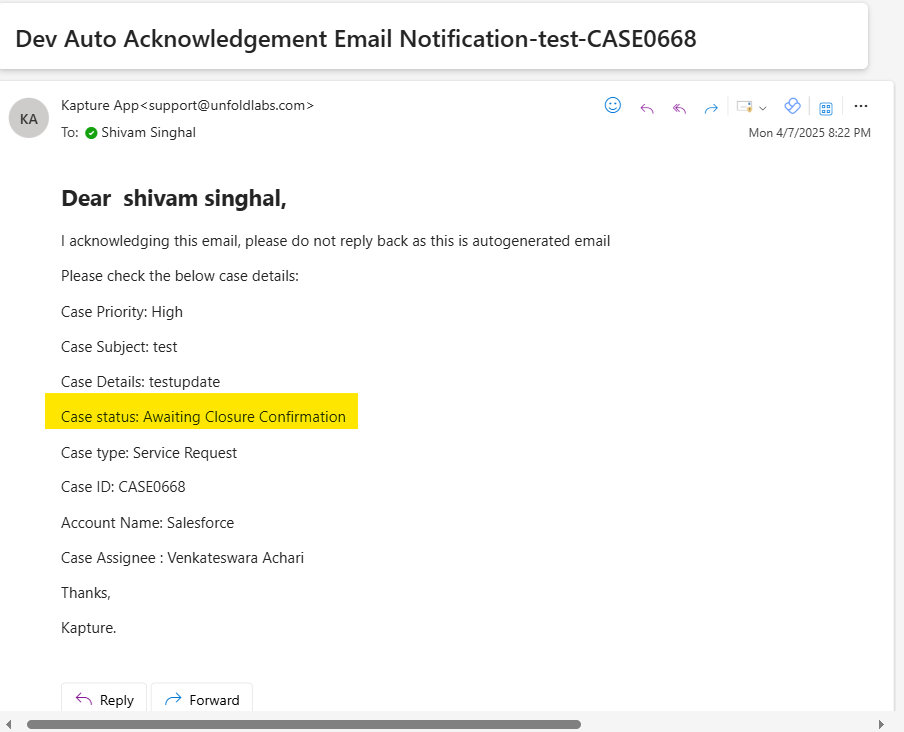 Dev Auto Acknowledgement Email Notification-test-CASE0668
KA
Kapture App<support@unfoldlabs.com>
To: Shivam Singhal
Mon 4/7/2025 8:22 PM
Dear  shivam singhal,
I acknowledging this email, please do not reply back as this is autogenerated email
Please check the below case details:
Case Priority: High
Case Subject: test
Case Details: testupdate
Case status: Awaiting Closure Confirmation
Case type: Service Request
Case ID: CASE0668
Account Name: Salesforce
Case Assignee : Venkateswara Achari
Thanks,
Kapture.
Reply
Forward